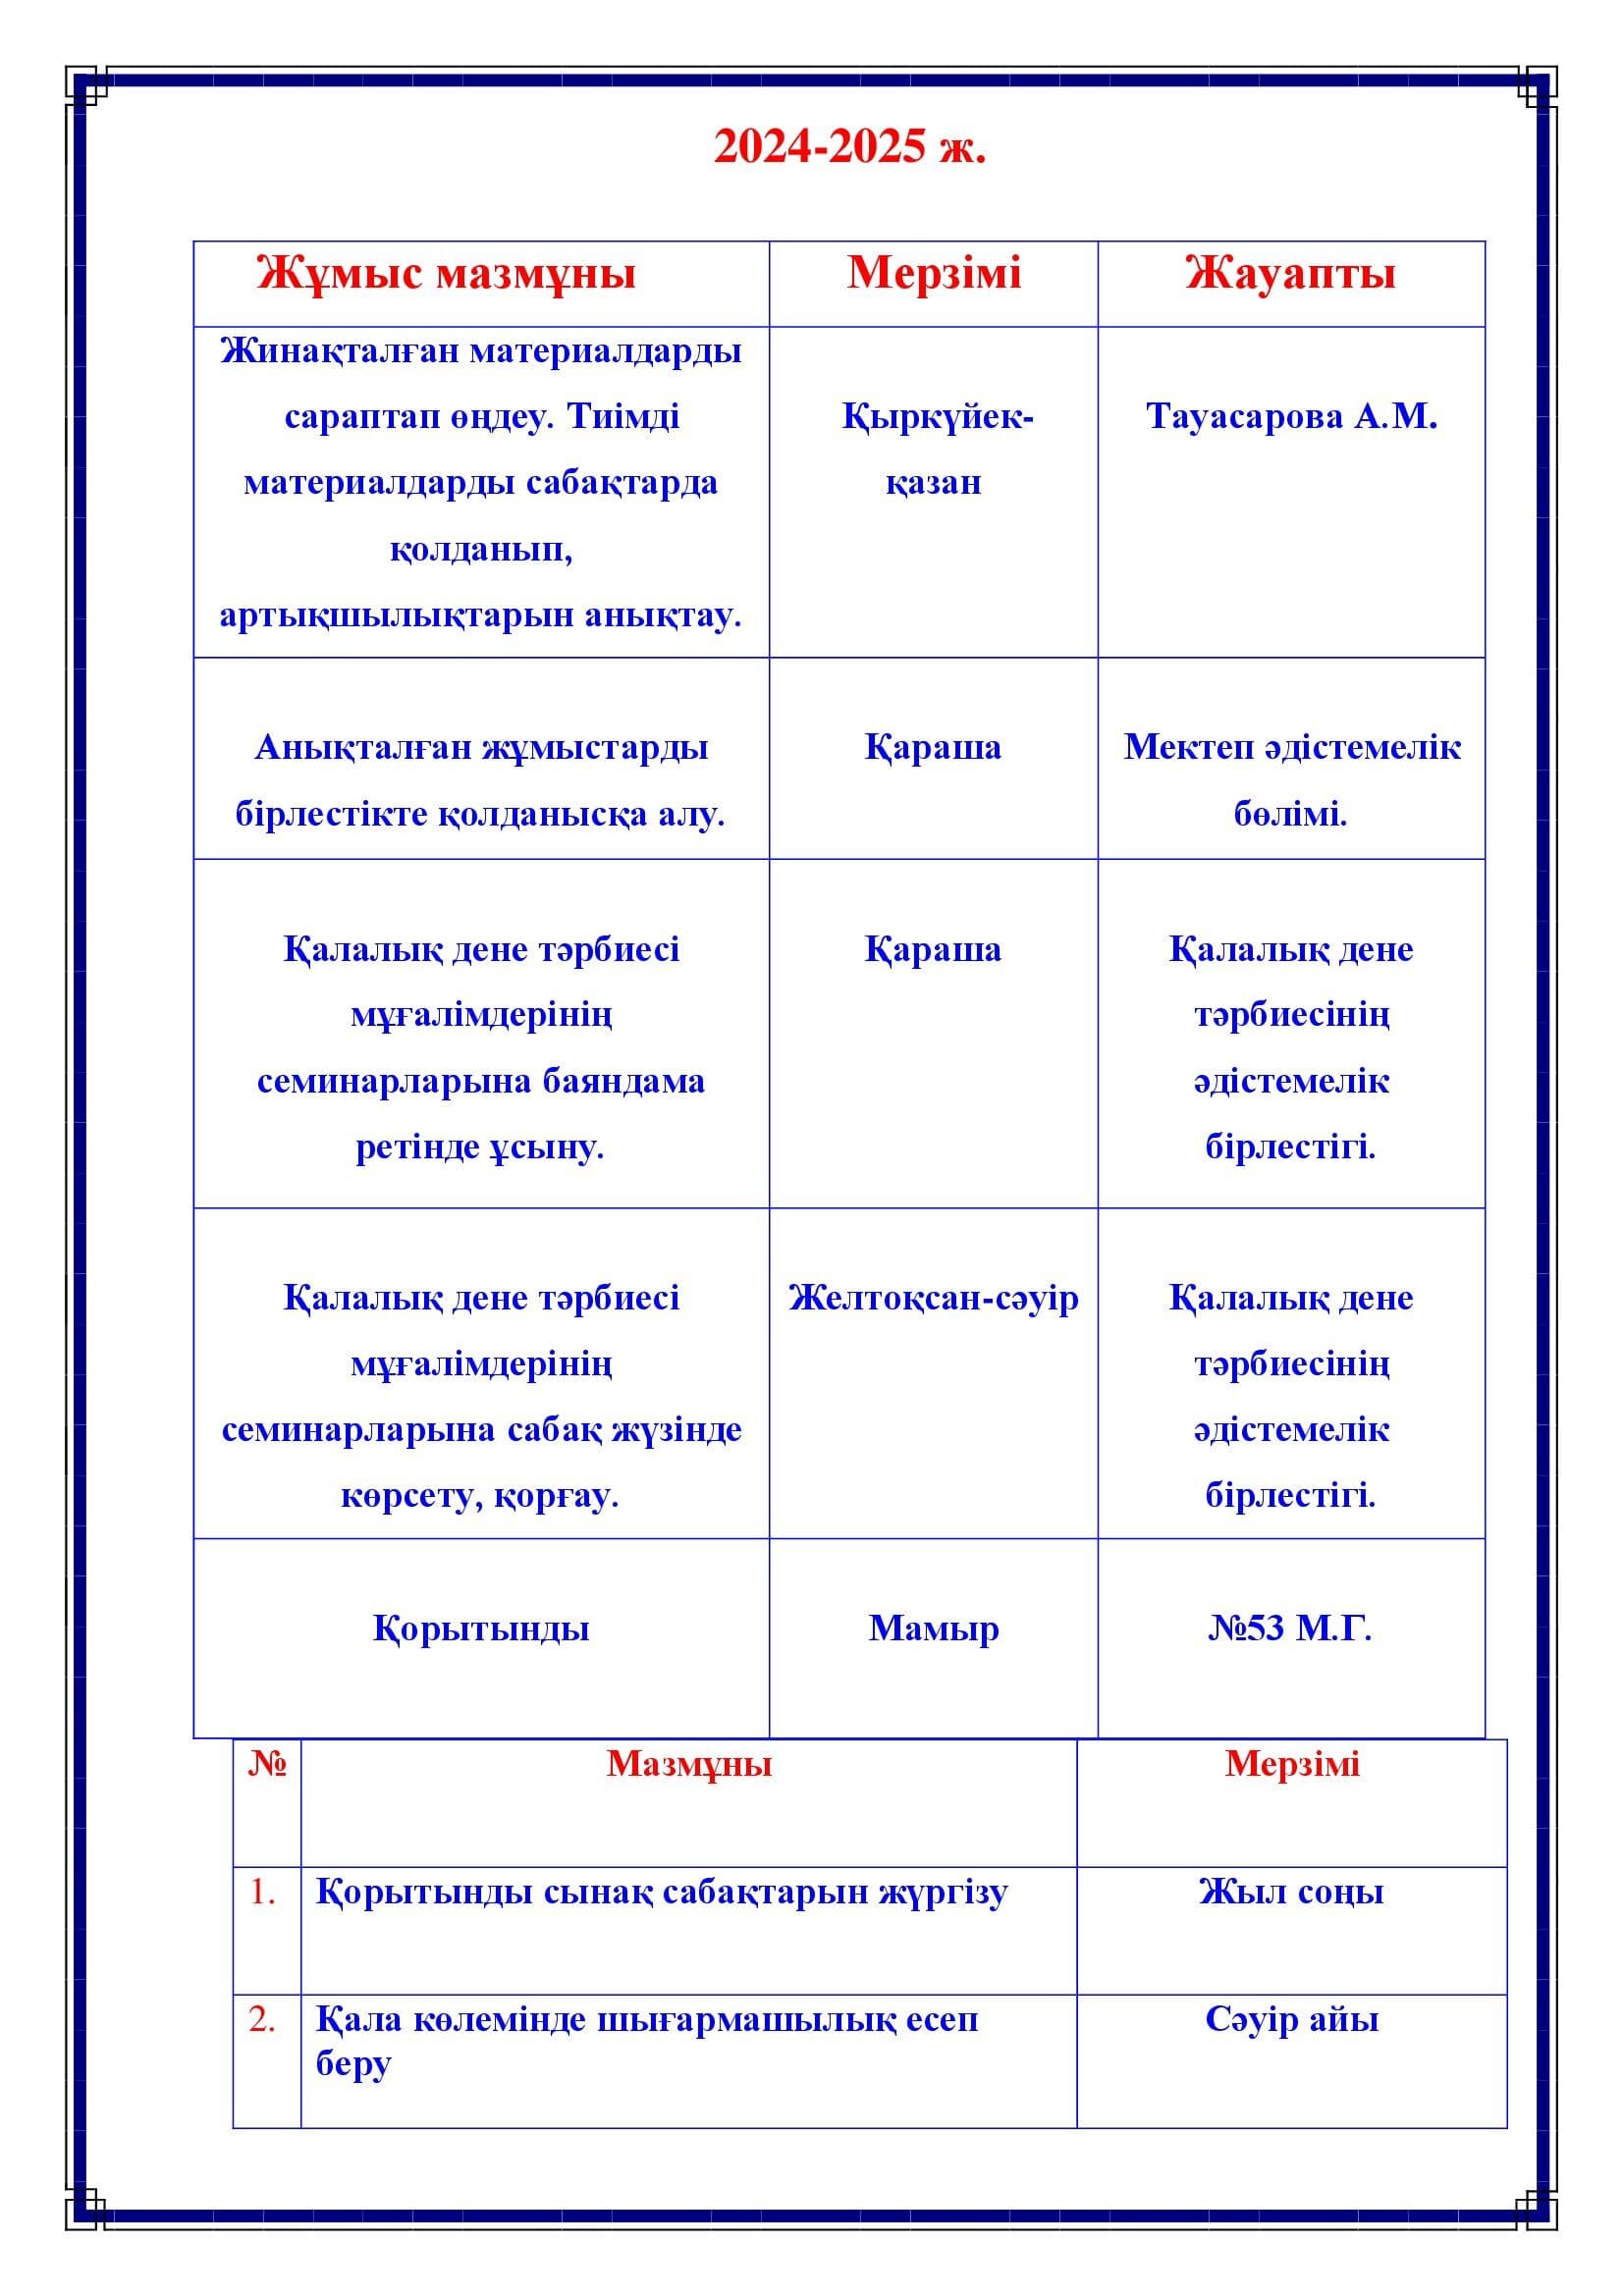 2024-2025 ж.
Жұмыс мазмұны
Мерзімі
Жауапты
Жинақталған материалдарды
сараптап өңдеу. Тиімді
материалдарды сабақтарда
қолданып,
артықшылықтарын анықтау.
Қыркүйек-
қазан
Тауасарова А.М.
Анықталған жұмыстарды
бірлестікте қолданысқа алу.
Қараша
Мектеп әдістемелік
бөлімі.
Қалалық дене тәрбиесі
мұғалімдерінің
семинарларына баяндама
ретінде ұсыну.
Қараша
Қалалық дене
тәрбиесінің
әдістемелік
бірлестігі.
Қалалық дене тәрбиесі
мұғалімдерінің
семинарларына сабақ жүзінде
көрсету, қорғау.
Желтоқсан-сәуір
Қалалық дене
тәрбиесінің
әдістемелік
бірлестігі.
Қорытынды
Мамыр
№53 М.Г.
№
Мазмұны
Мерзімі
1.
Қорытынды сынақ сабақтарын жүргізу
Жыл соңы
2.
Қала көлемінде шығармашылық есеп
беру
Сәуір айы